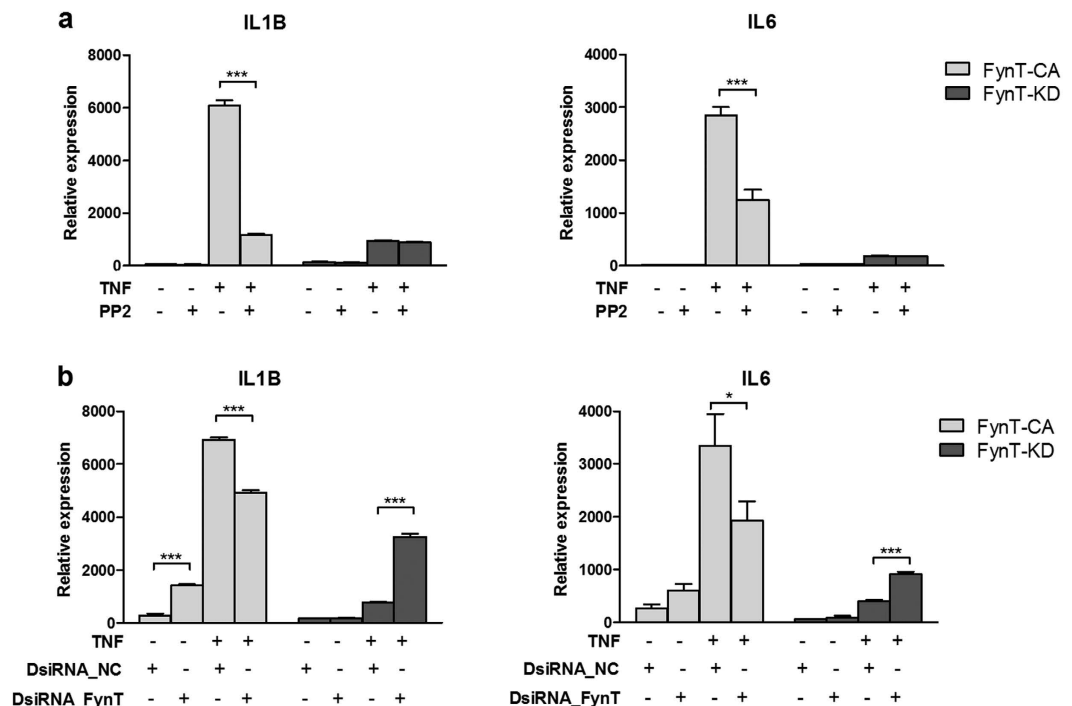 a
IL1B
IL6
Relative expression
8000
6000
4000
2000
0
***
TNF - - + + - - + +
PP2 - + - + - + - +
Relative expression
4000
3000
2000
1000
0
***
TNF - - + + - - + +
PP2 - + - + - + - +
FynT-CA
FynT-KD
b
IL1B
IL6
Relative expression
8000
6000
4000
2000
0
***
***
***
TNF - - + + - - + +
DsiRNA_NC + - + - + - + -
DsiRNA_FynT - + - + - + - +
Relative expression
4000
3000
2000
1000
0
*
***
TNF - - + + - - + +
DsiRNA_NC + - + - + - + -
DsiRNA_FynT - + - + - + - +
FynT-CA
FynT-KD